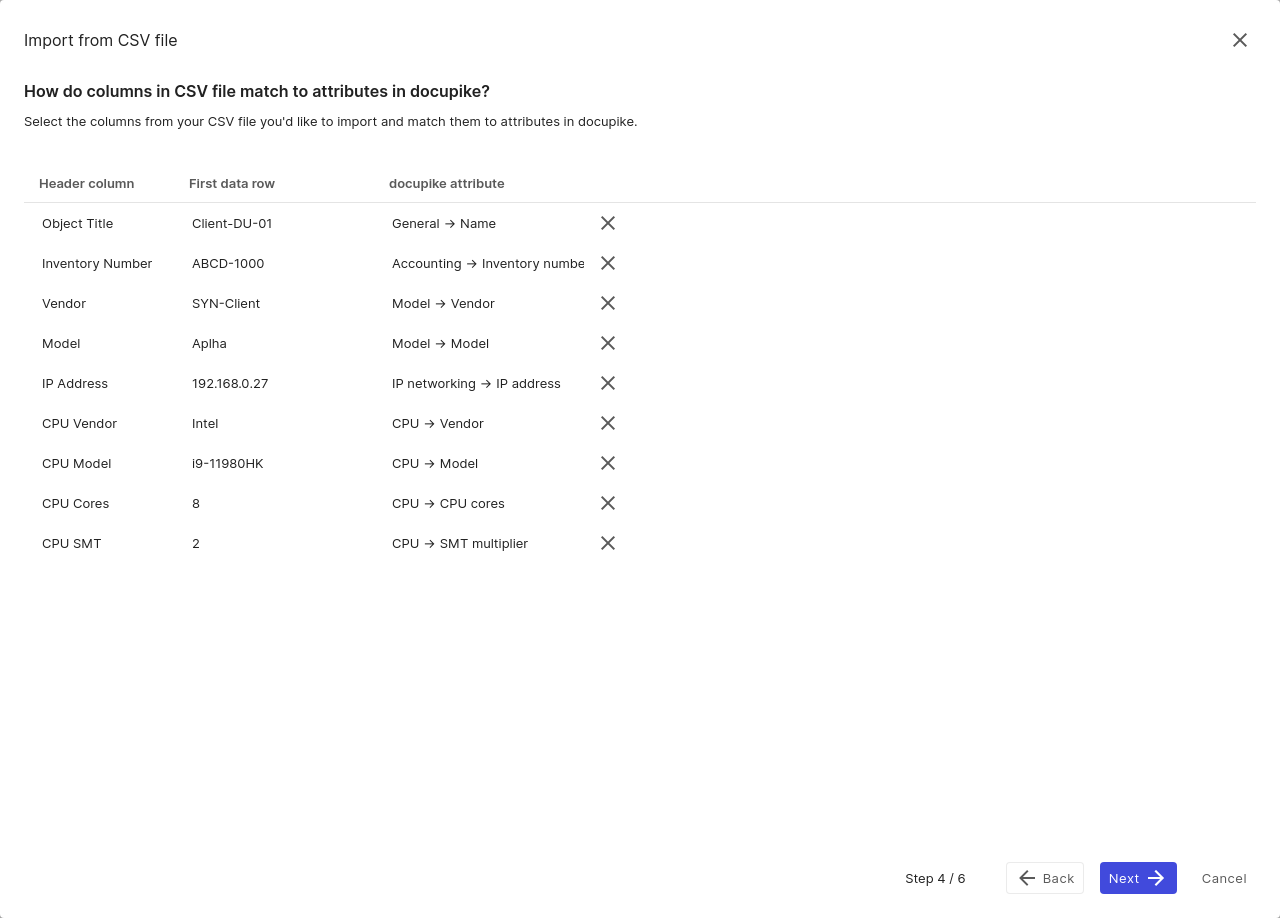 Import from CSV file
How do columns in CSV file match to attributes in docupike?
Select the columns from your CSV file you'd like to import and match them to attributes in docupike.
Header column First data row docupike attribute
Object Title Client-DU-01 General → Name
Inventory Number ABCD-1000 Accounting → Inventory numbe
Vendor SYN-Client Model → Vendor
Model Aplha Model → Model
IP Address 192.168.0.27 IP networking → IP address
CPU Vendor Intel CPU → Vendor
CPU Model i9-11980HK CPU → Model
CPU Cores 8 CPU → CPU cores
CPU SMT 2 CPU → SMT multiplier
Step 4 / 6 Back Next Cancel